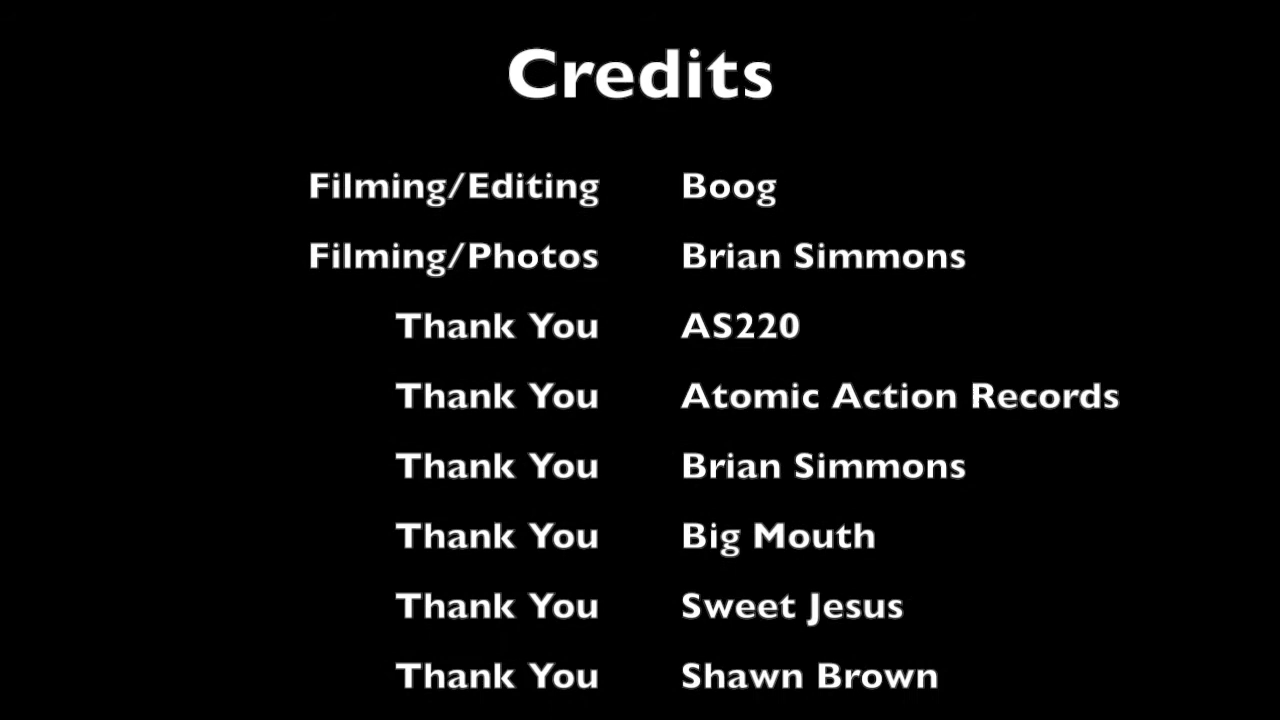 Credits
Filming/Editing Boog
Filming/Photos Brian Simmons
Thank You AS220
Thank You Atomic Action Records
Thank You Brian Simmons
Thank You Big Mouth
Thank You Sweet Jesus
Thank You Shawn Brown